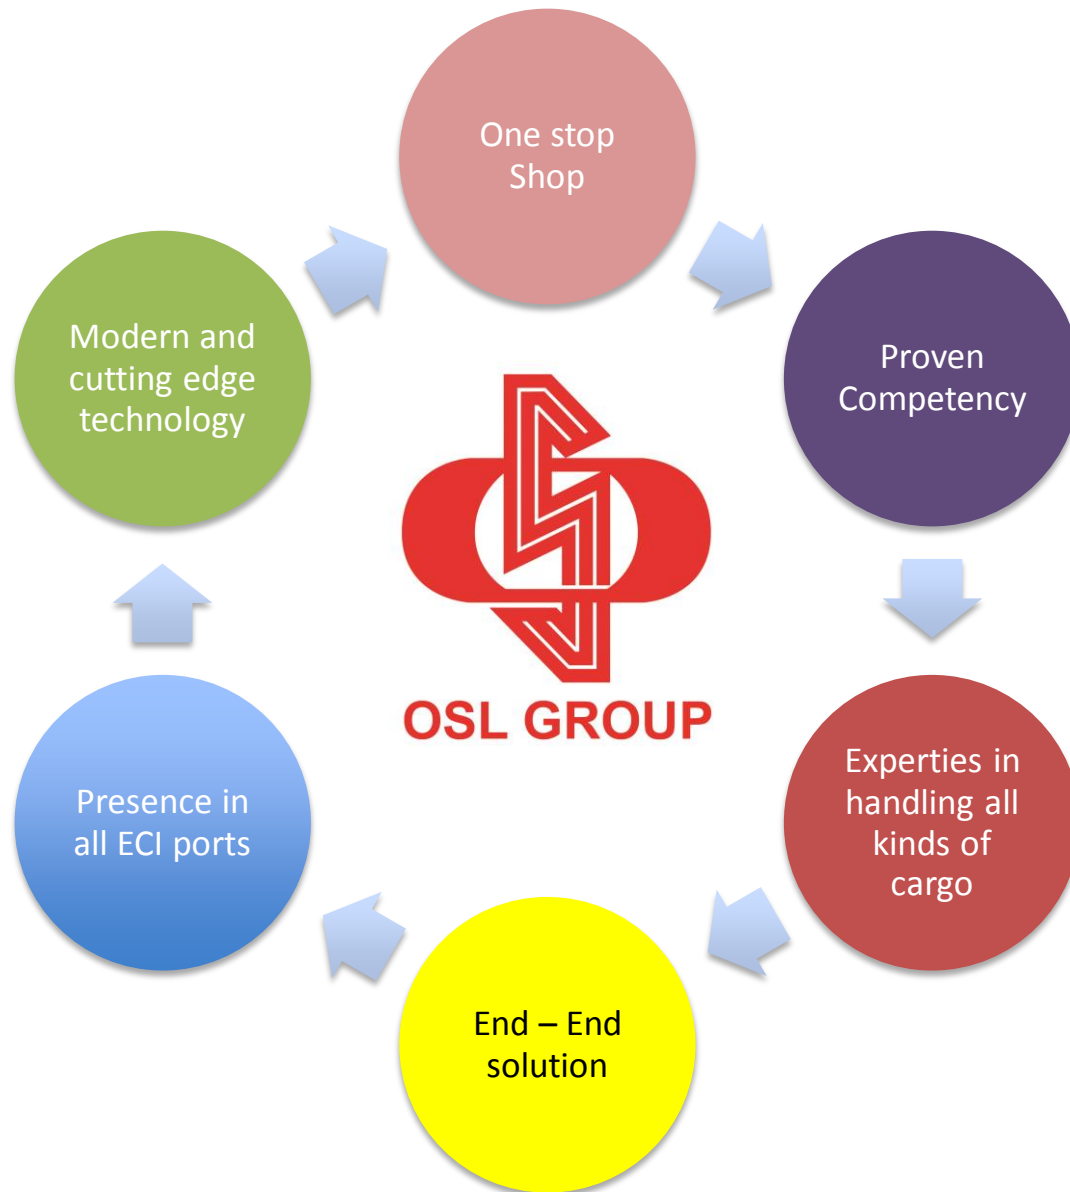 One stop
Shop
Proven
Competency
Experties in
handling all
kinds of
cargo
End – End
solution
Presence in
all ECI ports
Modern and
cutting edge
technology
OSL GROUP